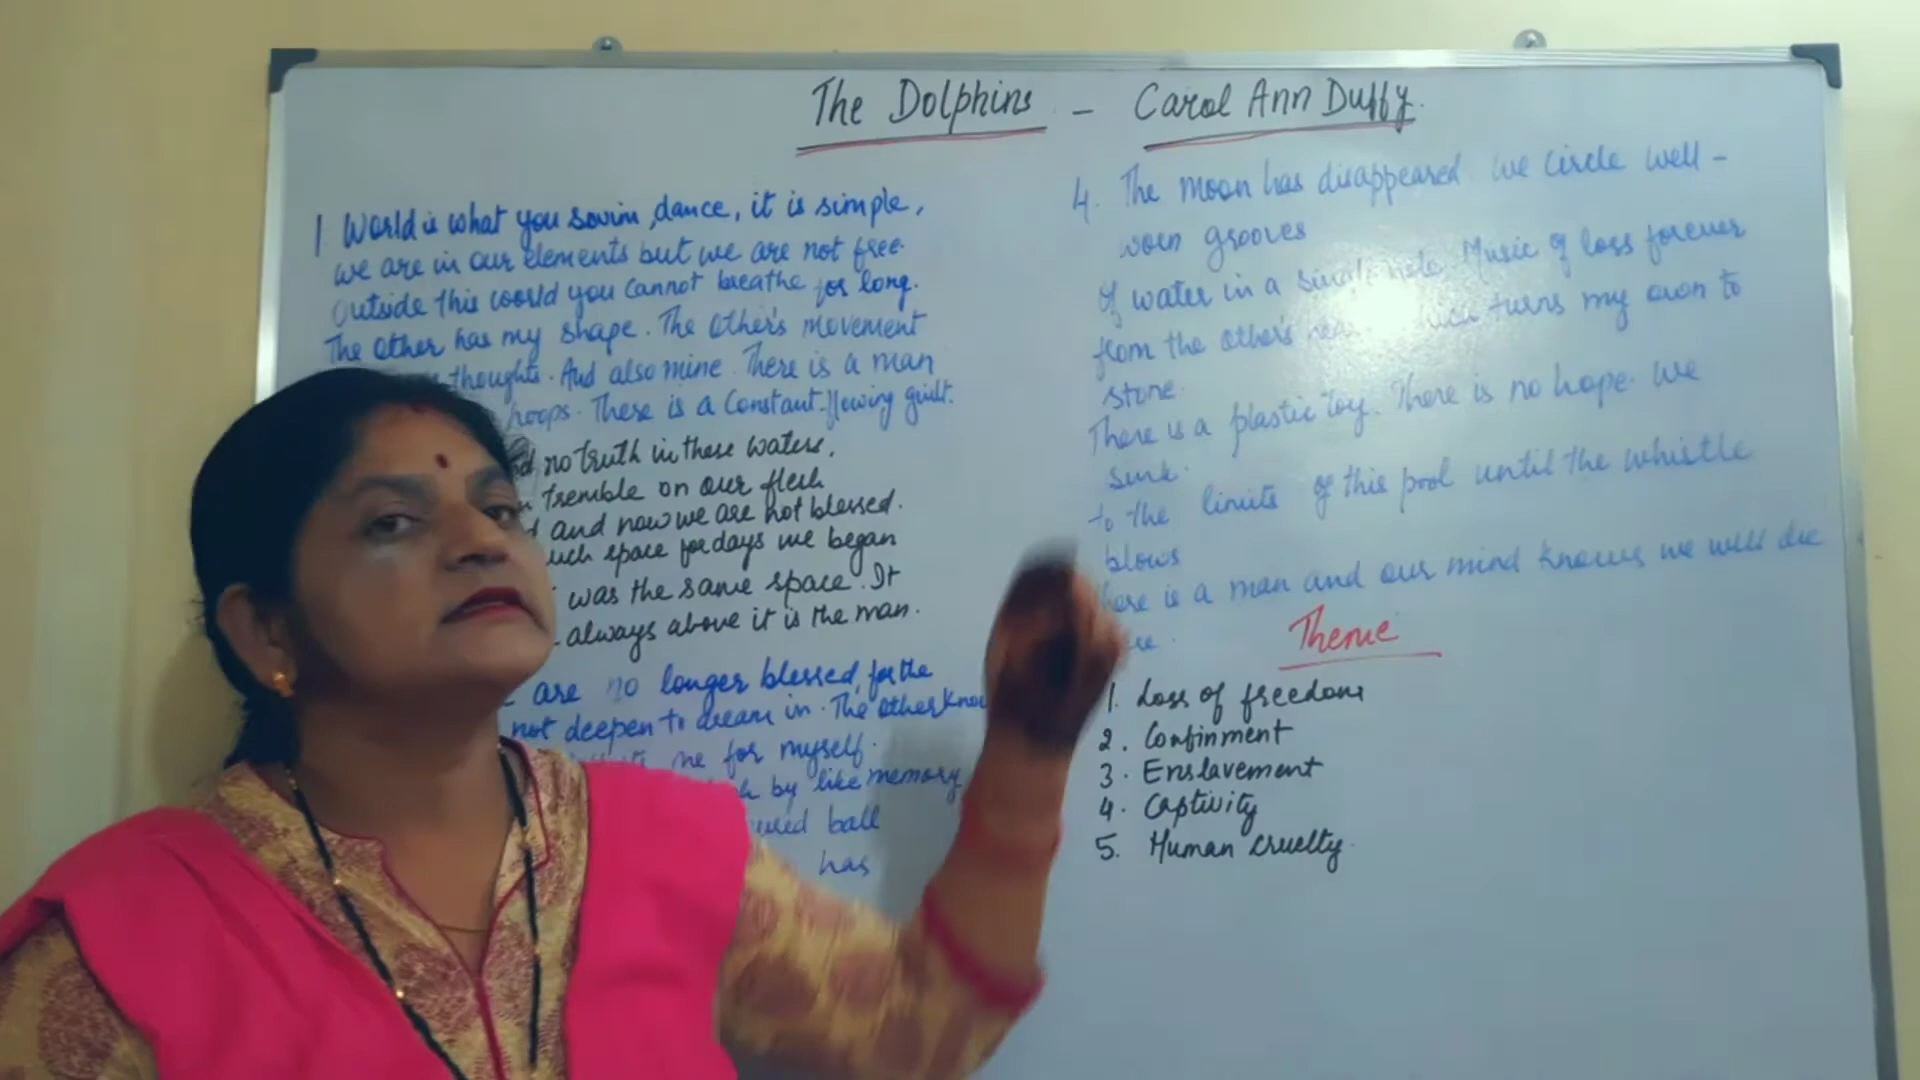 The Dolphins - Carol Ann Duffy.
1 World is what you swim, dance, it is simple,
we are in our elements but we are not free.
Outside this world you cannot breathe for long.
The Other has my shape. The Other's movement
thoughts. And also mine. There is a man
hoops. There is a Constant flowing guilt.
no truth in these waters,
tremble on our flesh
and now we are not blessed.
space for days we began
was the same space. It
always above it is the man.
are no longer blessed, for the
not deepen to dream in. The other
me for myself.
by like memory
ball
has
4. The Moon has disappeared we circle well-
worn grooves
Of water in a Music of loss forever
from the other's turns my own to
stone.
There is a plastic toy. There is no hope. We
sink.
to the limits of this pool until the whistle
blows
is a man and our mind knows we will die
Theme
1. Loss of freedom
2. Confinment
3. Enslavement
4. Captivity
5. Human Cruelty.